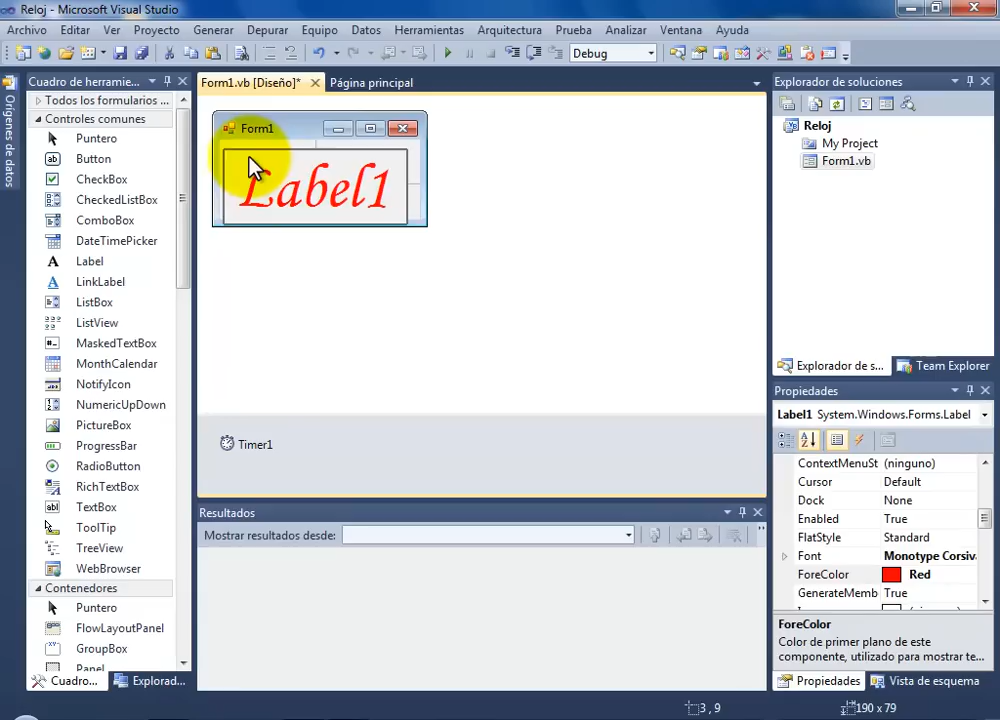 Reloj - Microsoft Visual Studio
Archivo Editar Ver Proyecto Generar Depurar Equipo Datos Herramientas Arquitectura Prueba Analizar Ventana Ayuda
Debug
Orígenes de datos
Cuadro de herramie...
Todos los formularios ...
Controles comunes
Puntero
Button
CheckBox
CheckedListBox
ComboBox
DateTimePicker
Label
LinkLabel
ListBox
ListView
MaskedTextBox
MonthCalendar
NotifyIcon
NumericUpDown
PictureBox
ProgressBar
RadioButton
RichTextBox
TextBox
ToolTip
TreeView
WebBrowser
Contenedores
Puntero
FlowLayoutPanel
GroupBox
Panel
Cuadro... Explorad...
Form1.vb [Diseño]* Página principal
Form1
Label1
Timer1
Resultados
Mostrar resultados desde:
Explorador de soluciones
Reloj
My Project
Form1.vb
Explorador de s... Team Explorer
Propiedades
Label1 System.Windows.Forms.Label
ContextMenuSt (ninguno)
Cursor Default
Dock None
Enabled True
FlatStyle Standard
Font Monotype Corsiva
ForeColor Red
GenerateMemb True
ForeColor
Color de primer plano de este
componente, utilizado para mostrar te...
Propiedades Vista de esquema
3 , 9 190 x 79